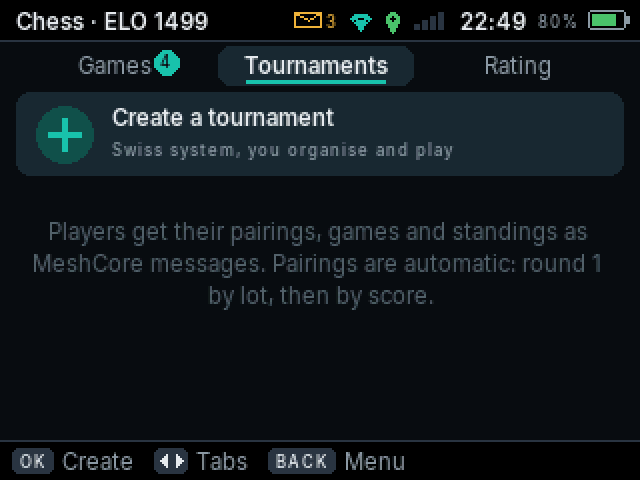 Chess · ELO 1499 3 22:49 80%
Games 4 Tournaments Rating
Create a tournament
Swiss system, you organise and play
Players get their pairings, games and standings as
MeshCore messages. Pairings are automatic: round 1
by lot, then by score.
OK Create Tabs BACK Menu